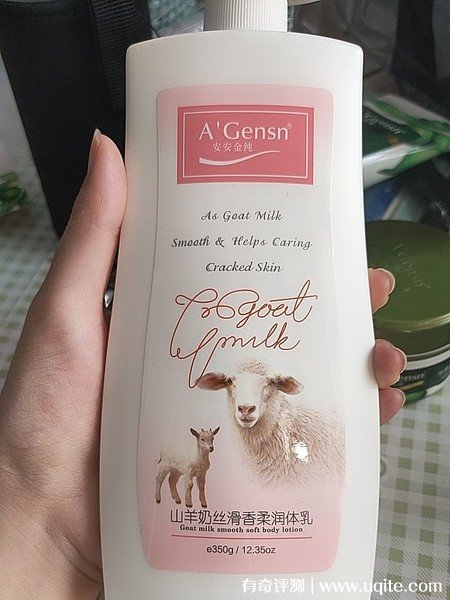 A'Gensn®
安安金纯
As Goat Milk
Smooth & Helps Caring
Cracked Skin
goat
milk
山羊奶丝滑香柔润体乳
Goat milk smooth soft body lotion
e350g / 12.35oz
有奇评测 | www.uqite.com